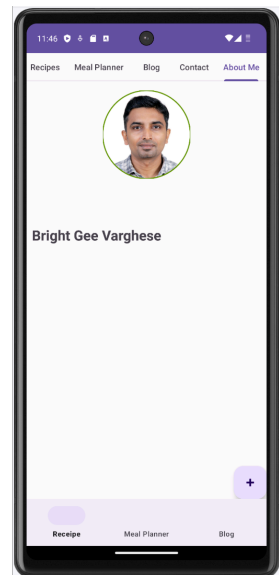 11:46
Recipes Meal Planner Blog Contact About Me
Bright Gee Varghese
+
Receipe Meal Planner Blog